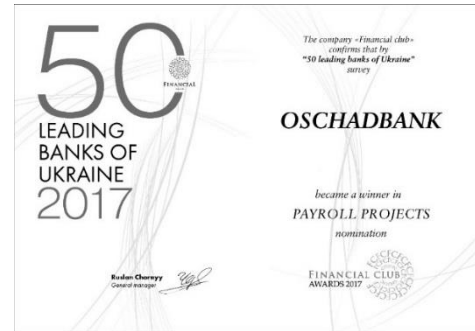 50
FINANCIAL
CLUB
LEADING
BANKS OF
UKRAINE
2017
Ruslan Chornyy
General manager
The company «Financial club»
confirms that by
"50 leading banks of Ukraine"
survey
OSCHADBANK
became a winner in
PAYROLL PROJECTS
nomination
FINANCIAL CLUB
AWARDS 2017